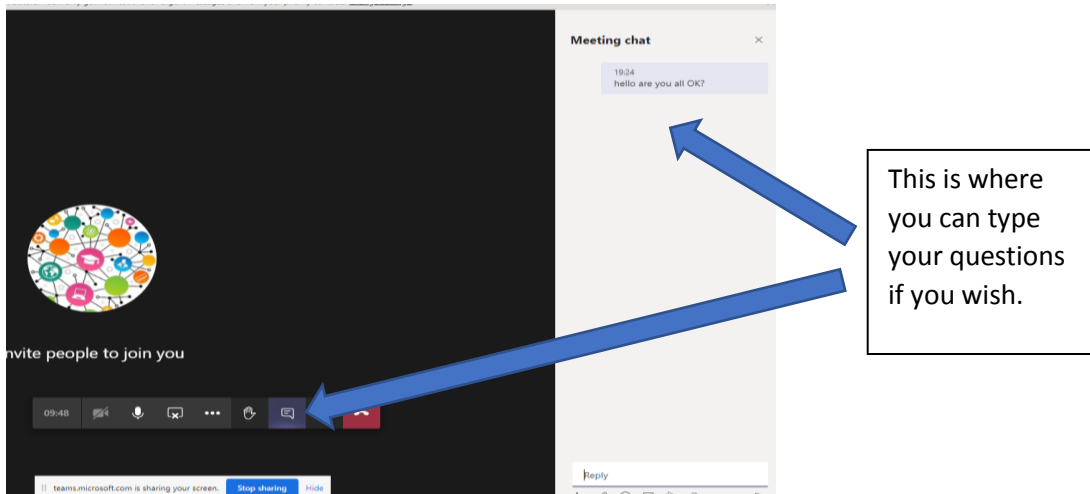 Meeting chat
19:24
hello are you all OK?
This is where
you can type
your questions
if you wish.
nvite people to join you
09:48
Reply
teams.microsoft.com is sharing your screen. Stop sharing Hide